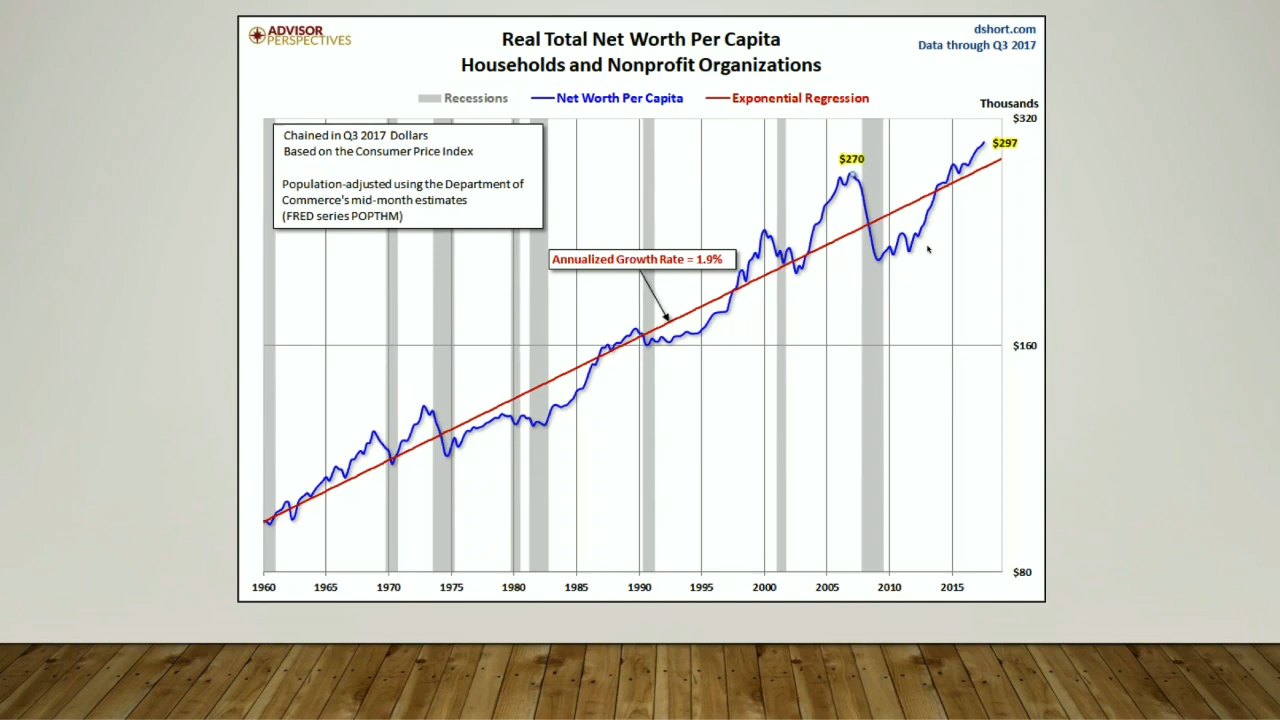 ADVISOR
PERSPECTIVES
Real Total Net Worth Per Capita
Households and Nonprofit Organizations
dshort.com
Data through Q3 2017
Recessions
Net Worth Per Capita
Exponential Regression
Thousands
$320
Chained in Q3 2017 Dollars
Based on the Consumer Price Index
Population-adjusted using the Department of
Commerce's mid-month estimates
(FRED series POPTHM)
$297
$270
Annualized Growth Rate = 1.9%
$160
$80
1960 1965 1970 1975 1980 1985 1990 1995 2000 2005 2010 2015